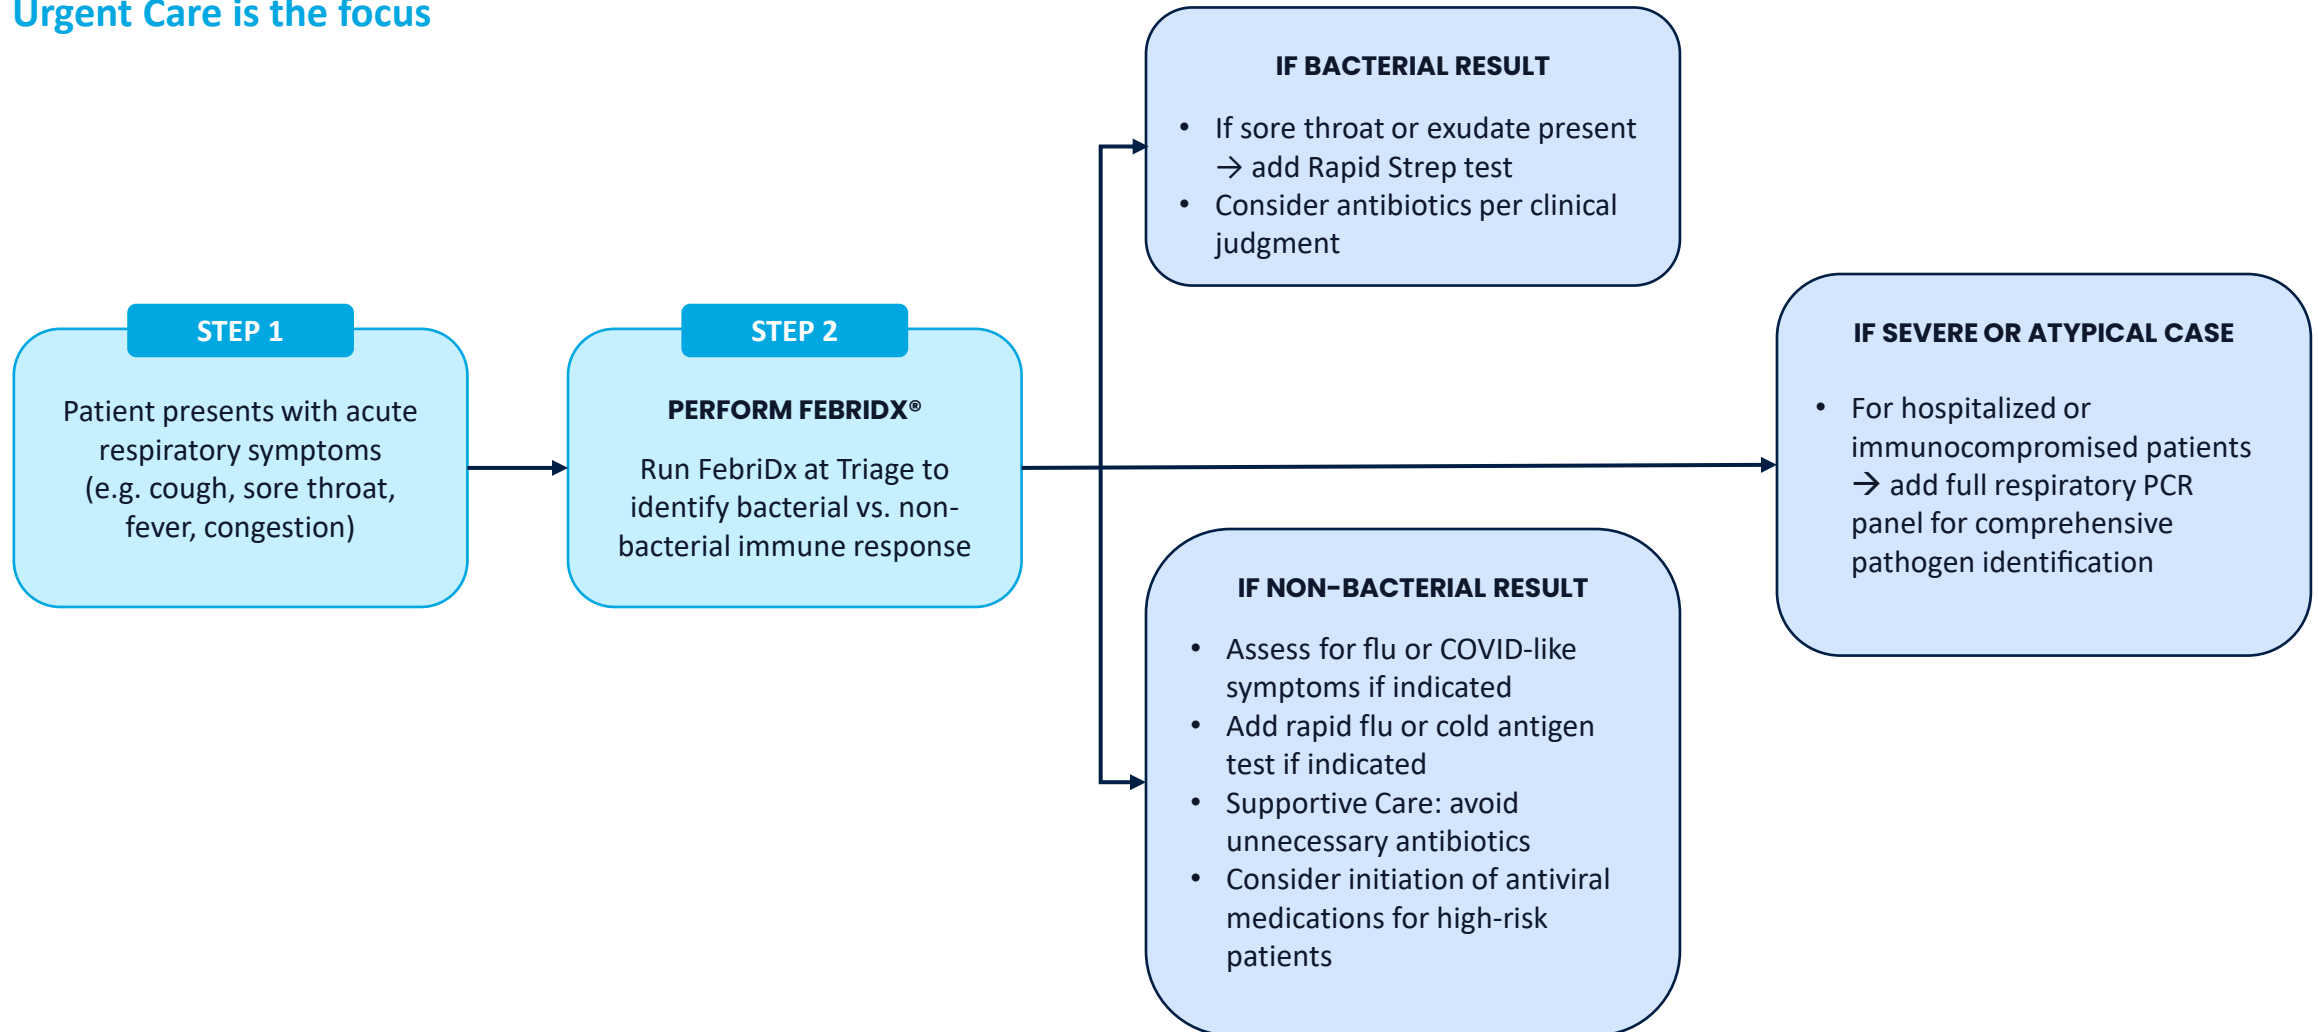 Urgent Care is the focus
STEP 1
Patient presents with acute
respiratory symptoms
(e.g. cough, sore throat,
fever, congestion)
STEP 2
PERFORM FEBRIDX®
Run FebriDx at Triage to
identify bacterial vs. non-
bacterial immune response
IF BACTERIAL RESULT
• If sore throat or exudate present
→ add Rapid Strep test
• Consider antibiotics per clinical
judgment
IF NON-BACTERIAL RESULT
• Assess for flu or COVID-like
symptoms if indicated
• Add rapid flu or cold antigen
test if indicated
• Supportive Care: avoid
unnecessary antibiotics
• Consider initiation of antiviral
medications for high-risk
patients
IF SEVERE OR ATYPICAL CASE
• For hospitalized or
immunocompromised patients
→ add full respiratory PCR
panel for comprehensive
pathogen identification